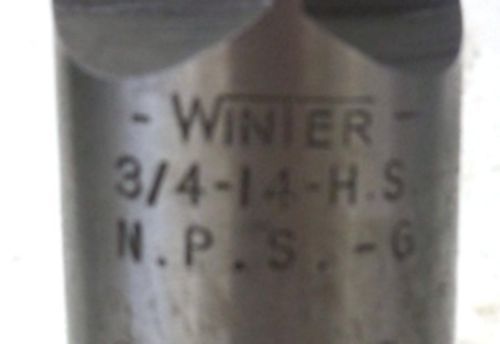 - WINTER -
3/4-14-H.S
N.P.S.-G